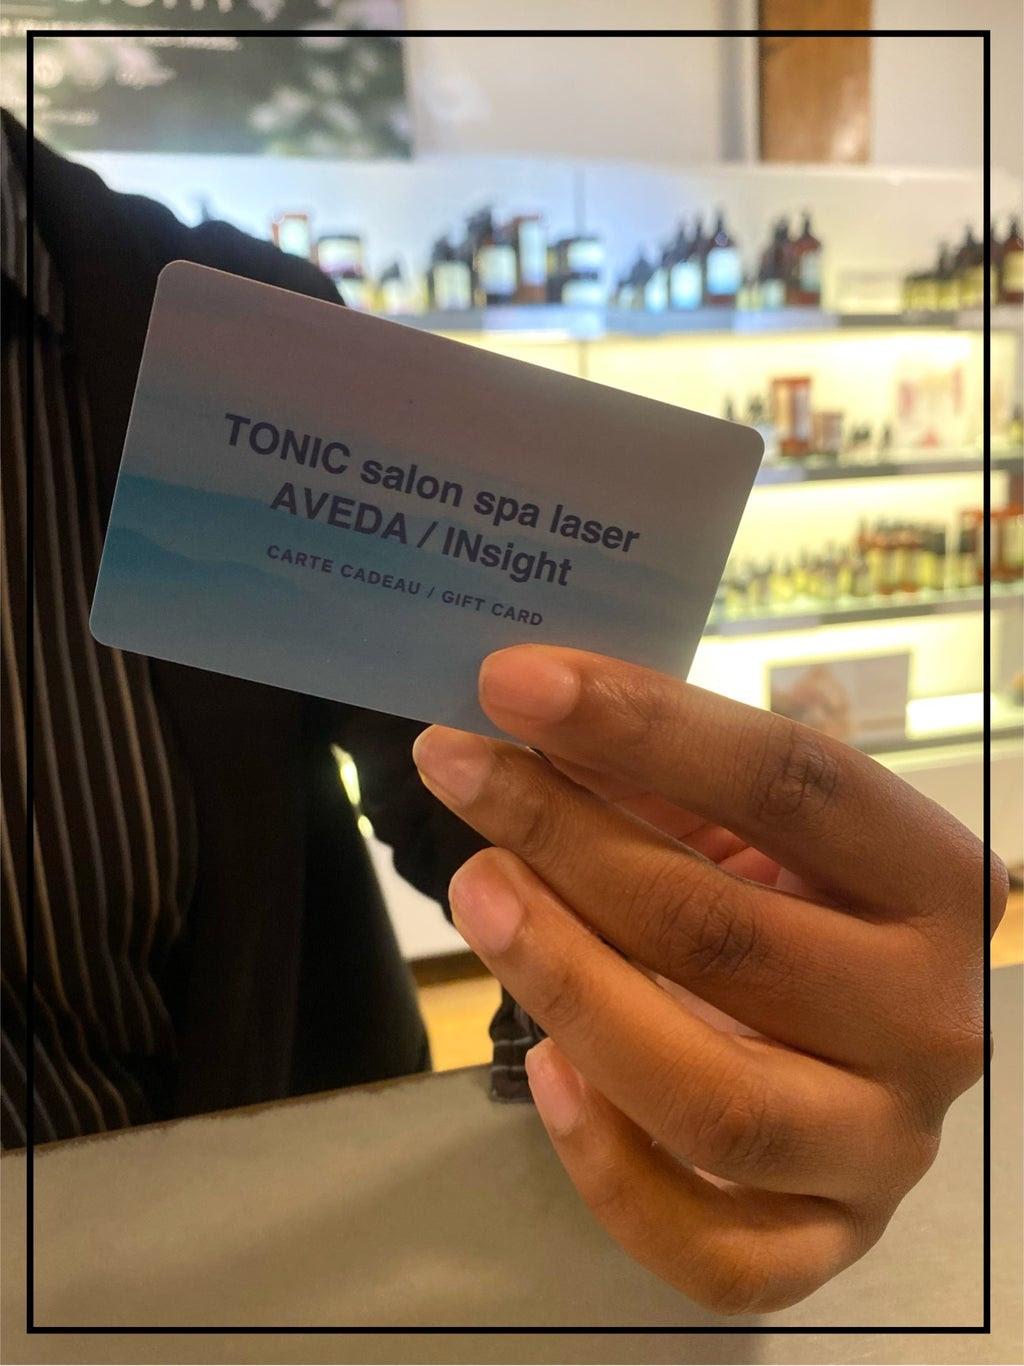 TONIC salon spa laser
AVEDA / INsight
CARTE CADEAU / GIFT CARD